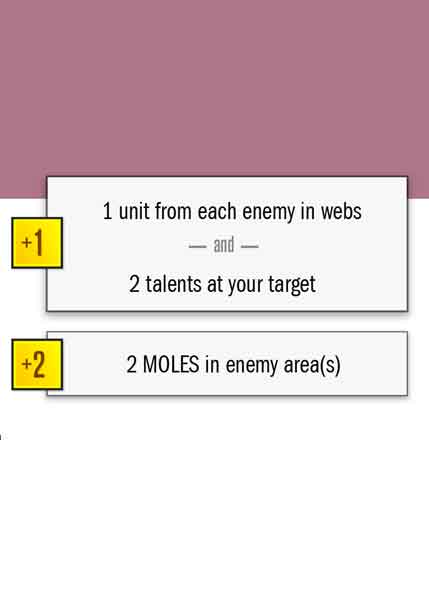 1 unit from each enemy in webs
+1
— and —
2 talents at your target
+2
2 MOLES in enemy area(s)